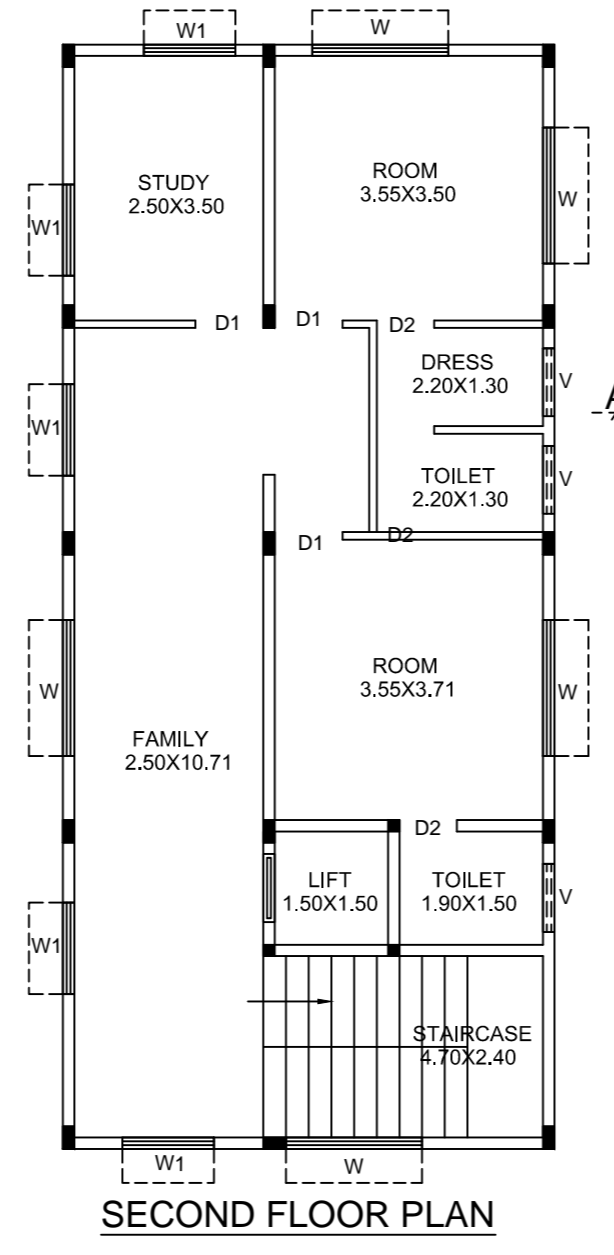 W1
W
STUDY
2.50X3.50
ROOM
3.55X3.50
W
W1
D1
D1
D2
DRESS
2.20X1.30
V
A
W1
TOILET
2.20X1.30
V
D1
D2
ROOM
3.55X3.71
W
W
FAMILY
2.50X10.71
D2
LIFT
1.50X1.50
TOILET
1.90X1.50
V
W1
STAIRCASE
4.70X2.40
W1
W
SECOND FLOOR PLAN